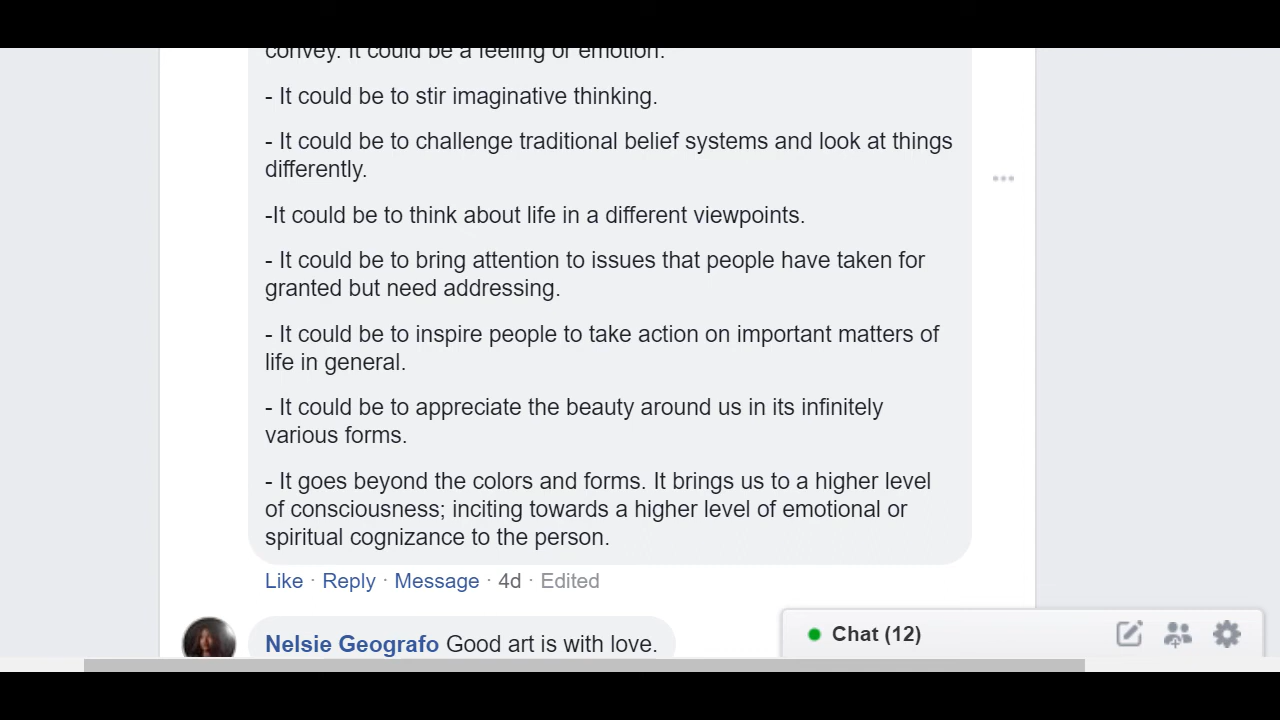 convey. It could be a feeling or emotion.
- It could be to stir imaginative thinking.
- It could be to challenge traditional belief systems and look at things
differently.
-It could be to think about life in a different viewpoints.
- It could be to bring attention to issues that people have taken for
granted but need addressing.
- It could be to inspire people to take action on important matters of
life in general.
- It could be to appreciate the beauty around us in its infinitely
various forms.
- It goes beyond the colors and forms. It brings us to a higher level
of consciousness; inciting towards a higher level of emotional or
spiritual cognizance to the person.
Like · Reply · Message · 4d · Edited
Nelsie Geografo Good art is with love.
Chat (12)